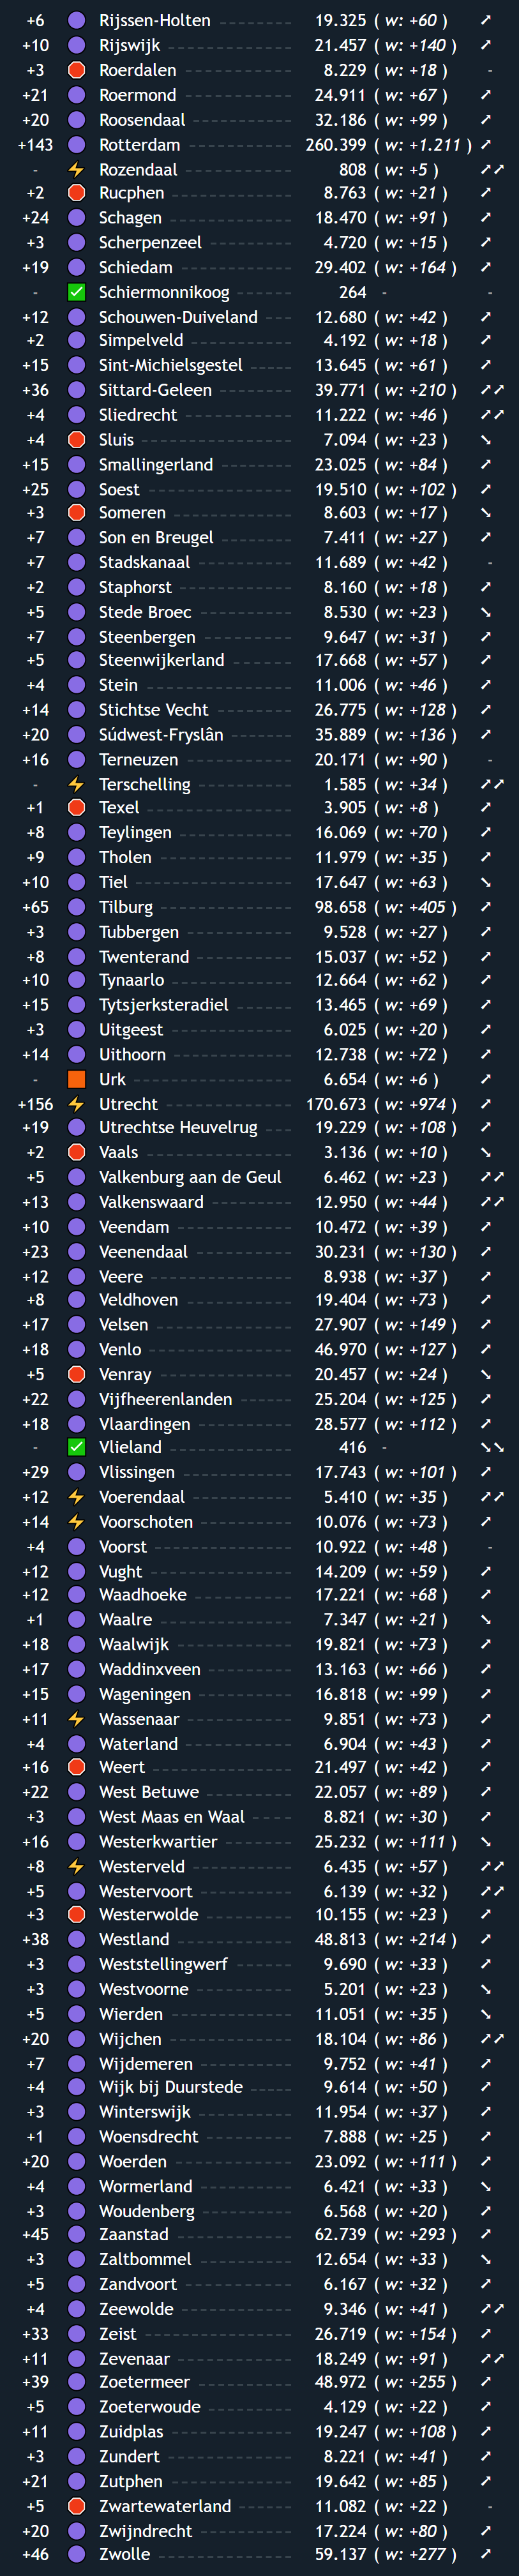 +6 Rijssen-Holten 19.325 ( w: +60 ) ➚
+10 Rijswijk 21.457 ( w: +140 ) ➚
+3 Roerdalen 8.229 ( w: +18 ) -
+21 Roermond 24.911 ( w: +67 ) ➚
+20 Roosendaal 32.186 ( w: +99 ) ➚
+143 Rotterdam 260.399 ( w: +1.211 ) ➚
- Rozendaal 808 ( w: +5 ) ➚➚
+2 Rucphen 8.763 ( w: +21 ) ➚
+24 Schagen 18.470 ( w: +91 ) ➚
+3 Scherpenzeel 4.720 ( w: +15 ) ➚
+19 Schiedam 29.402 ( w: +164 ) ➚
- Schiermonnikoog 264 - -
+12 Schouwen-Duiveland 12.680 ( w: +42 ) ➚
+2 Simpelveld 4.192 ( w: +18 ) ➚
+15 Sint-Michielsgestel 13.645 ( w: +61 ) ➚
+36 Sittard-Geleen 39.771 ( w: +210 ) ➚➚
+4 Sliedrecht 11.222 ( w: +46 ) ➚➚
+4 Sluis 7.094 ( w: +23 ) ➘
+15 Smallingerland 23.025 ( w: +84 ) ➚
+25 Soest 19.510 ( w: +102 ) ➚
+3 Someren 8.603 ( w: +17 ) ➘
+7 Son en Breugel 7.411 ( w: +27 ) ➚
+7 Stadskanaal 11.689 ( w: +42 ) -
+2 Staphorst 8.160 ( w: +18 ) ➚
+5 Stede Broec 8.530 ( w: +23 ) ➘
+7 Steenbergen 9.647 ( w: +31 ) ➚
+5 Steenwijkerland 17.668 ( w: +57 ) ➚
+4 Stein 11.006 ( w: +46 ) ➚
+14 Stichtse Vecht 26.775 ( w: +128 ) ➚
+20 Súdwest-Fryslân 35.889 ( w: +136 ) ➚
+16 Terneuzen 20.171 ( w: +90 ) -
- Terschelling 1.585 ( w: +34 ) ➚➚
+1 Texel 3.905 ( w: +8 ) ➚
+8 Teylingen 16.069 ( w: +70 ) ➚
+9 Tholen 11.979 ( w: +35 ) ➚
+10 Tiel 17.647 ( w: +63 ) ➘
+65 Tilburg 98.658 ( w: +405 ) ➚
+3 Tubbergen 9.528 ( w: +27 ) ➚
+8 Twenterand 15.037 ( w: +52 ) ➚
+10 Tynaarlo 12.664 ( w: +62 ) ➚
+15 Tytsjerksteradiel 13.465 ( w: +69 ) ➚
+3 Uitgeest 6.025 ( w: +20 ) ➚
+14 Uithoorn 12.738 ( w: +72 ) ➚
- Urk 6.654 ( w: +6 ) ➚
+156 Utrecht 170.673 ( w: +974 ) ➚
+19 Utrechtse Heuvelrug 19.229 ( w: +108 ) ➚
+2 Vaals 3.136 ( w: +10 ) ➘
+5 Valkenburg aan de Geul 6.462 ( w: +23 ) ➚➚
+13 Valkenswaard 12.950 ( w: +44 ) ➚➚
+10 Veendam 10.472 ( w: +39 ) ➚
+23 Veenendaal 30.231 ( w: +130 ) ➚
+12 Veere 8.938 ( w: +37 ) ➚
+8 Veldhoven 19.404 ( w: +73 ) ➚
+17 Velsen 27.907 ( w: +149 ) ➚
+18 Venlo 46.970 ( w: +127 ) ➚
+5 Venray 20.457 ( w: +24 ) ➘
+22 Vijfheerenlanden 25.204 ( w: +125 ) ➚
+18 Vlaardingen 28.577 ( w: +112 ) ➚
- Vlieland 416 - ➘➘
+29 Vlissingen 17.743 ( w: +101 ) ➚
+12 Voerendaal 5.410 ( w: +35 ) ➚➚
+14 Voorschoten 10.076 ( w: +73 ) ➚
+4 Voorst 10.922 ( w: +48 ) -
+12 Vught 14.209 ( w: +59 ) ➚
+12 Waadhoeke 17.221 ( w: +68 ) ➚
+1 Waalre 7.347 ( w: +21 ) ➘
+18 Waalwijk 19.821 ( w: +73 ) ➚
+17 Waddinxveen 13.163 ( w: +66 ) ➚
+15 Wageningen 16.818 ( w: +99 ) ➚
+11 Wassenaar 9.851 ( w: +73 ) ➚
+4 Waterland 6.904 ( w: +43 ) ➚
+16 Weert 21.497 ( w: +42 ) ➚
+22 West Betuwe 22.057 ( w: +89 ) ➚
+3 West Maas en Waal 8.821 ( w: +30 ) ➚
+16 Westerkwartier 25.232 ( w: +111 ) ➘
+8 Westerveld 6.435 ( w: +57 ) ➚➚
+5 Westervoort 6.139 ( w: +32 ) ➚➚
+3 Westerwolde 10.155 ( w: +23 ) ➚
+38 Westland 48.813 ( w: +214 ) ➚
+3 Weststellingwerf 9.690 ( w: +33 ) ➚
+3 Westvoorne 5.201 ( w: +23 ) ➘
+5 Wierden 11.051 ( w: +35 ) ➘
+20 Wijchen 18.104 ( w: +86 ) ➚➚
+7 Wijdemeren 9.752 ( w: +41 ) ➚
+4 Wijk bij Duurstede 9.614 ( w: +50 ) ➚
+3 Winterswijk 11.954 ( w: +37 ) ➚
+1 Woensdrecht 7.888 ( w: +25 ) ➚
+20 Woerden 23.092 ( w: +111 ) ➚
+4 Wormerland 6.421 ( w: +33 ) ➘
+3 Woudenberg 6.568 ( w: +20 ) ➚
+45 Zaanstad 62.739 ( w: +293 ) ➚
+3 Zaltbommel 12.654 ( w: +33 ) ➘
+5 Zandvoort 6.167 ( w: +32 ) ➚
+4 Zeewolde 9.346 ( w: +41 ) ➚➚
+33 Zeist 26.719 ( w: +154 ) ➚
+11 Zevenaar 18.249 ( w: +91 ) ➚➚
+39 Zoetermeer 48.972 ( w: +255 ) ➚
+5 Zoeterwoude 4.129 ( w: +22 ) ➚
+11 Zuidplas 19.247 ( w: +108 ) ➚
+3 Zundert 8.221 ( w: +41 ) ➚
+21 Zutphen 19.642 ( w: +85 ) ➚
+5 Zwartewaterland 11.082 ( w: +22 ) -
+20 Zwijndrecht 17.224 ( w: +80 ) ➚
+46 Zwolle 59.137 ( w: +277 ) ➚